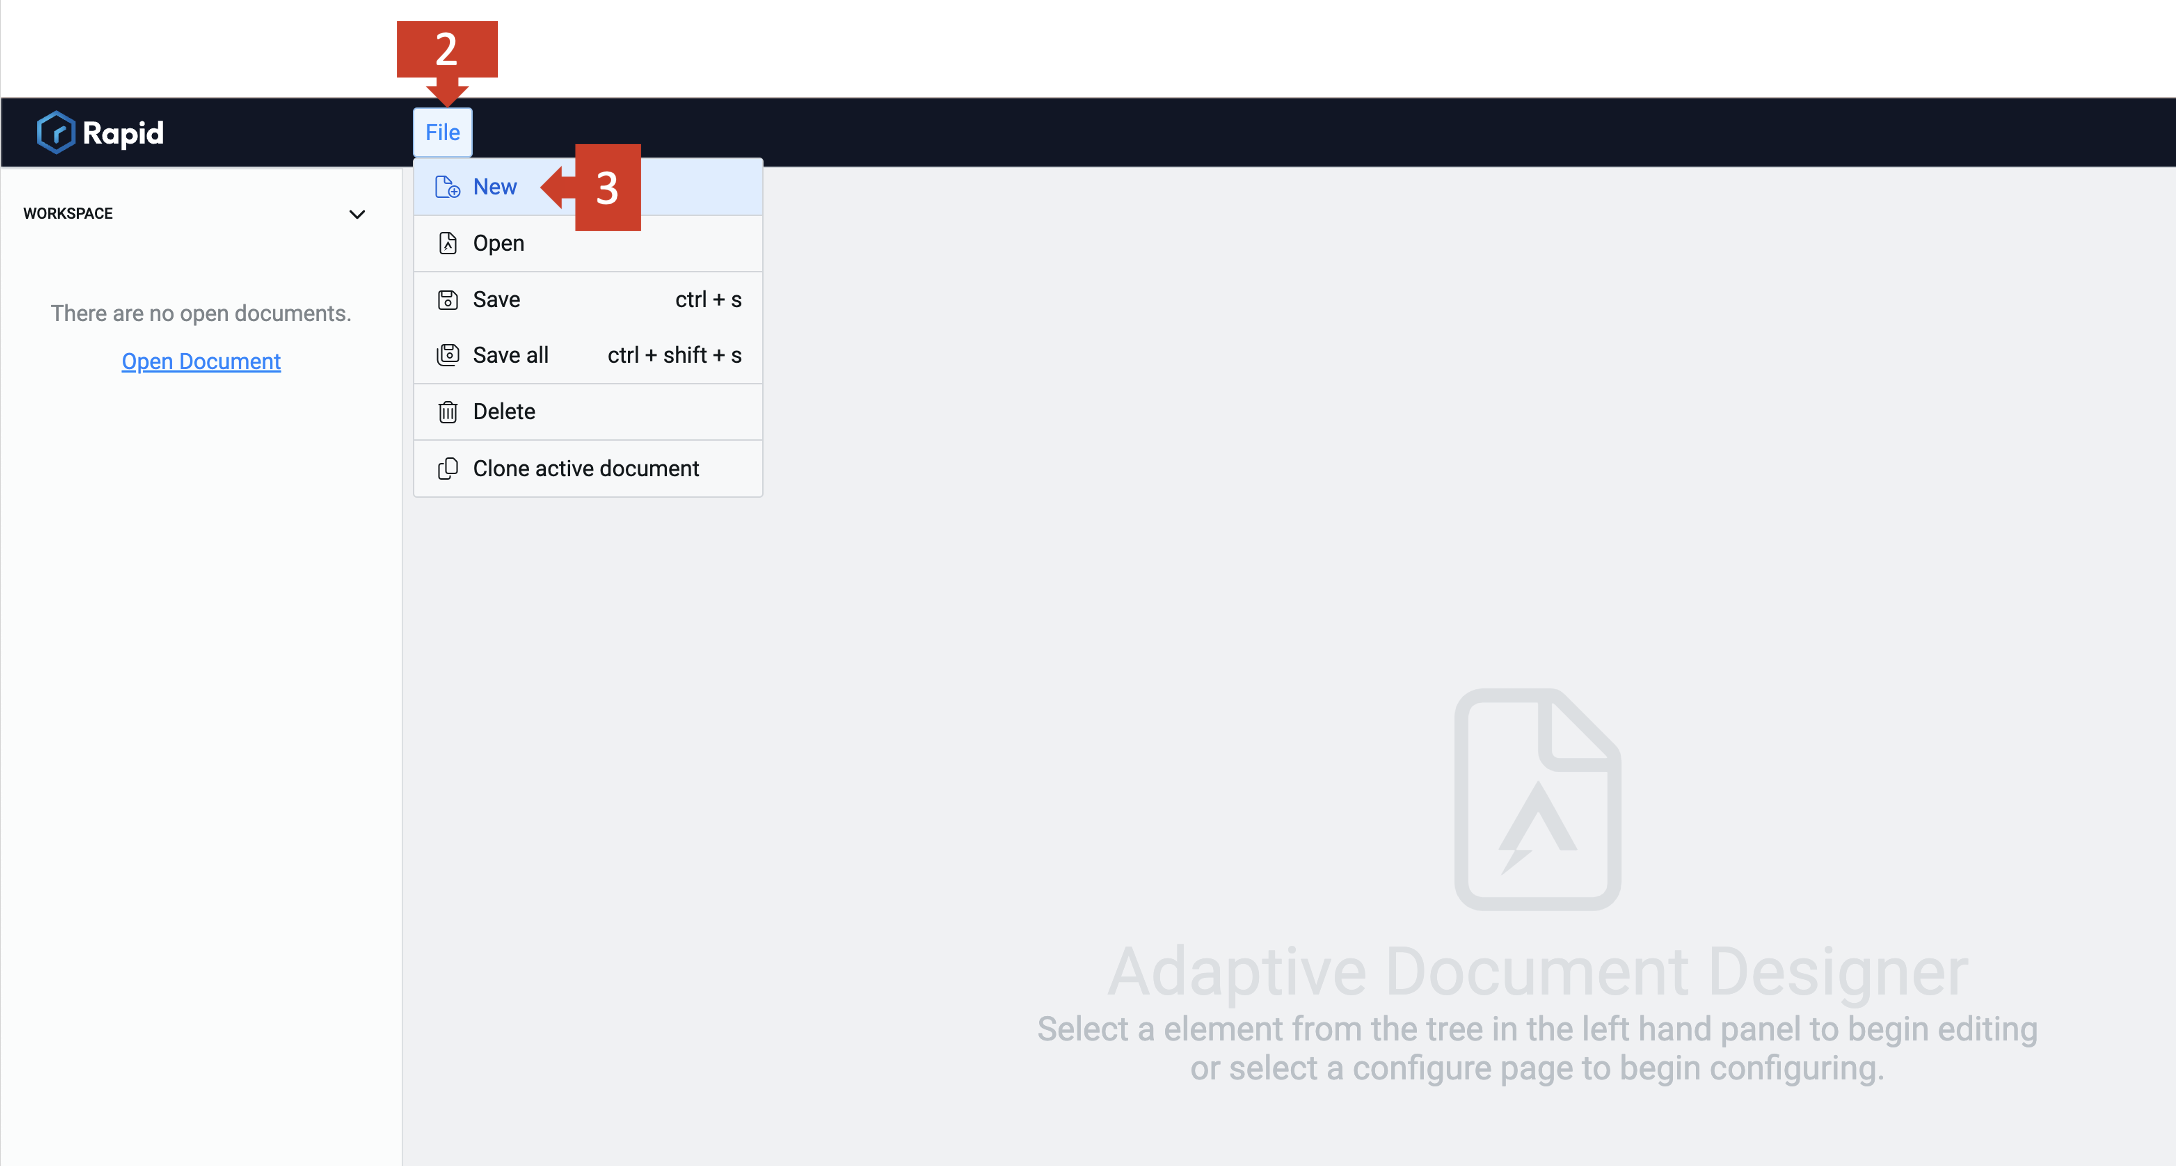 2
Rapid
File
New
3
WORKSPACE
Open
Save ctrl + s
There are no open documents.
Save all ctrl + shift + s
Open Document
Delete
Clone active document
Adaptive Document Designer
Select a element from the tree in the left hand panel to begin editing
or select a configure page to begin configuring.